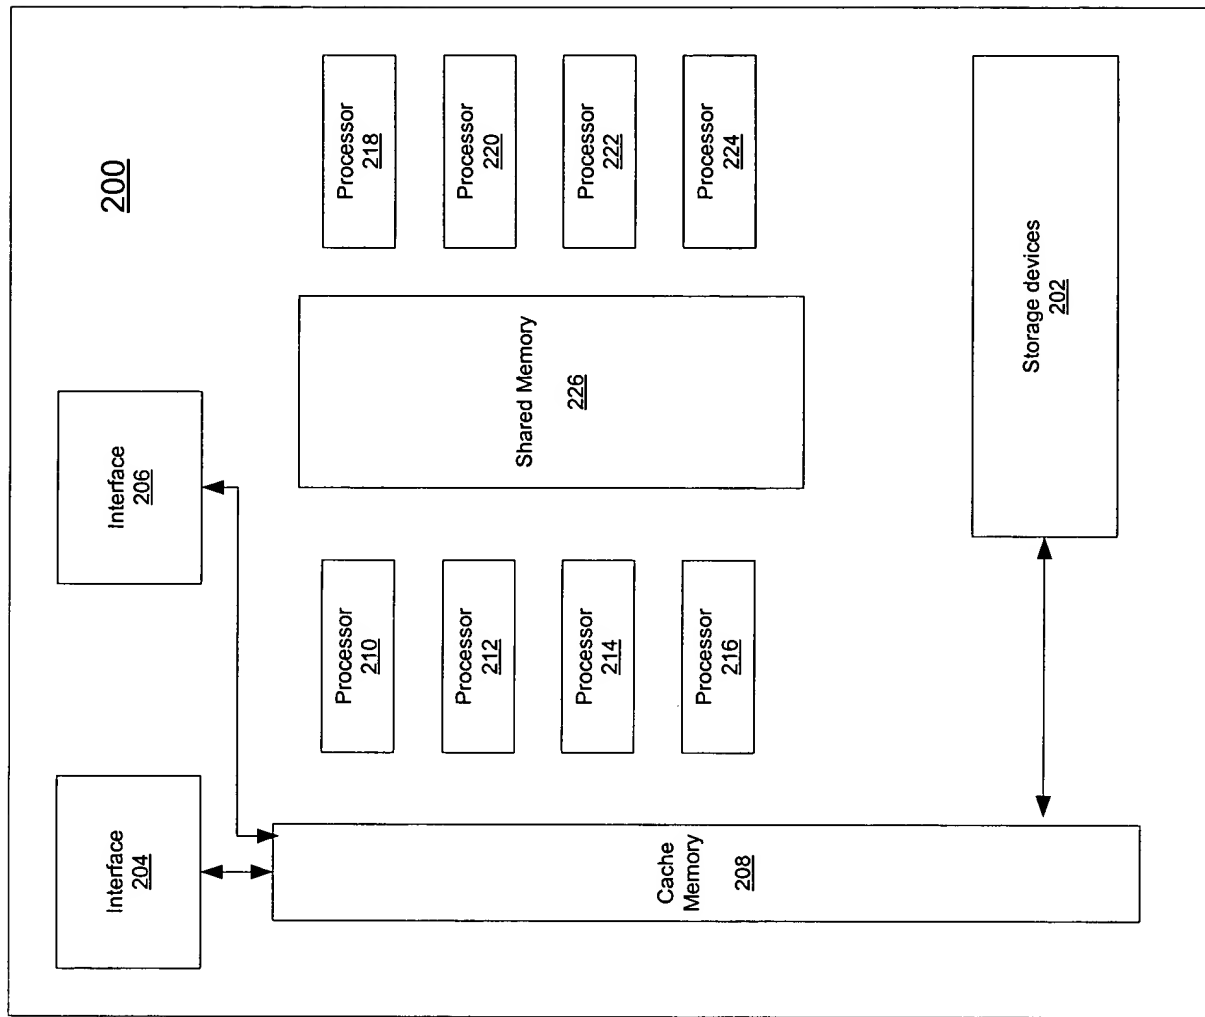 200
Interface
204
Interface
206
Cache
Memory
208
Processor
210
Processor
212
Processor
214
Processor
216
Shared Memory
226
Processor
218
Processor
220
Processor
222
Processor
224
Storage devices
202